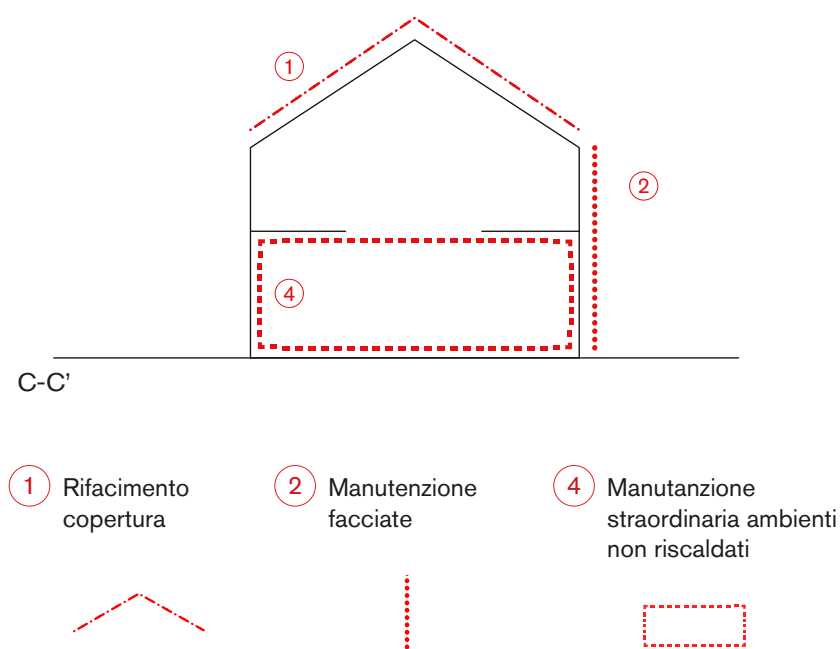 1
2
4
C-C'
1 Rifacimento
copertura
2 Manutenzione
facciate
4 Manutanzione
straordinaria ambienti
non riscaldati